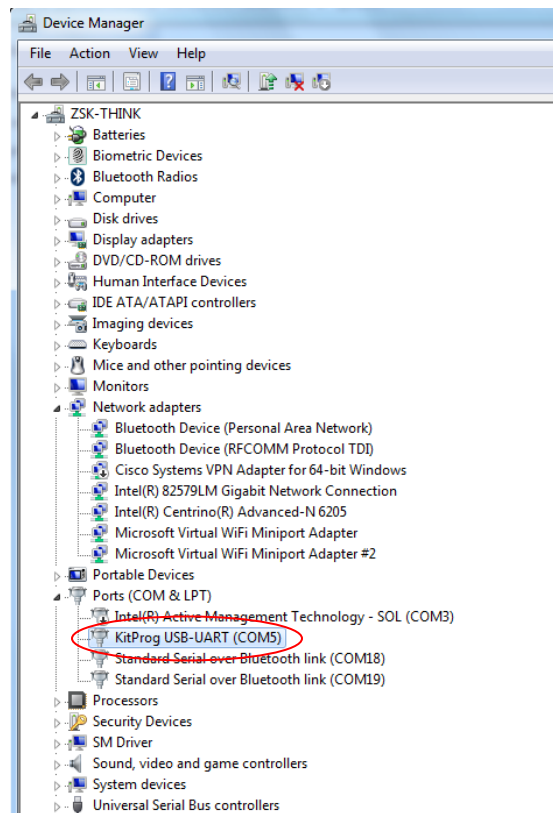 Device Manager
File Action View Help
ZSK-THINK
Batteries
Biometric Devices
Bluetooth Radios
Computer
Disk drives
Display adapters
DVD/CD-ROM drives
Human Interface Devices
IDE ATA/ATAPI controllers
Imaging devices
Keyboards
Mice and other pointing devices
Monitors
Network adapters
Bluetooth Device (Personal Area Network)
Bluetooth Device (RFCOMM Protocol TDI)
Cisco Systems VPN Adapter for 64-bit Windows
Intel(R) 82579LM Gigabit Network Connection
Intel(R) Centrino(R) Advanced-N 6205
Microsoft Virtual WiFi Miniport Adapter
Microsoft Virtual WiFi Miniport Adapter #2
Portable Devices
Ports (COM & LPT)
Intel(R) Active Management Technology - SOL (COM3)
KitProg USB-UART (COM5)
Standard Serial over Bluetooth link (COM18)
Standard Serial over Bluetooth link (COM19)
Processors
Security Devices
SM Driver
Sound, video and game controllers
System devices
Universal Serial Bus controllers